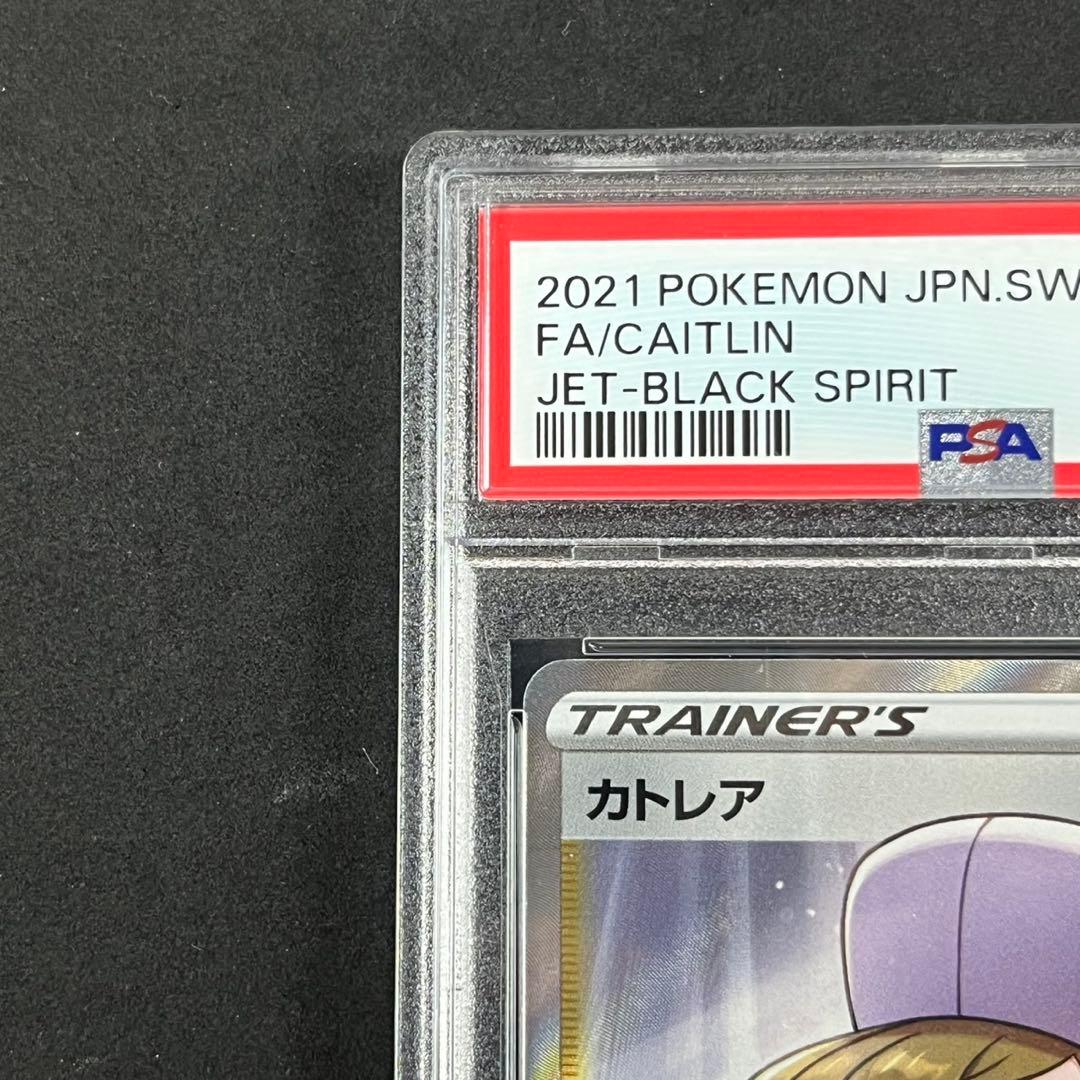 2021 POKEMON JPN.SW
FA/CAITLIN
JET-BLACK SPIRIT
PSA
TRAINER'S
カトレア